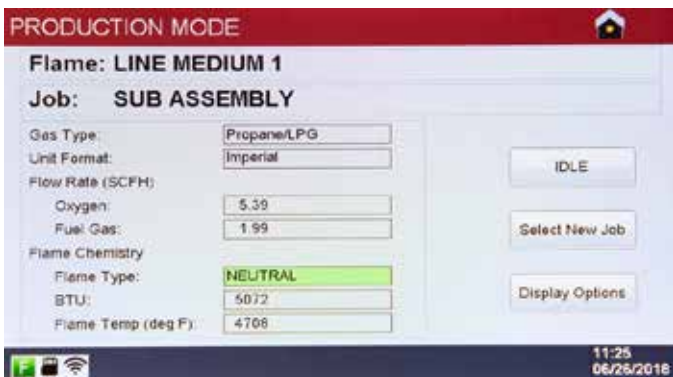 PRODUCTION MODE
Flame: LINE MEDIUM 1
Job: SUB ASSEMBLY
Gas Type: Propane/LPG
Unit Format: Imperial
Flow Rate (SCFH)
Oxygen: 5.39
Fuel Gas: 1.99
Flame Chemistry
Flame Type: NEUTRAL
BTU: 5072
Flame Temp (deg F): 4706
IDLE
Select New Job
Display Options
F
11:25
06/26/2018